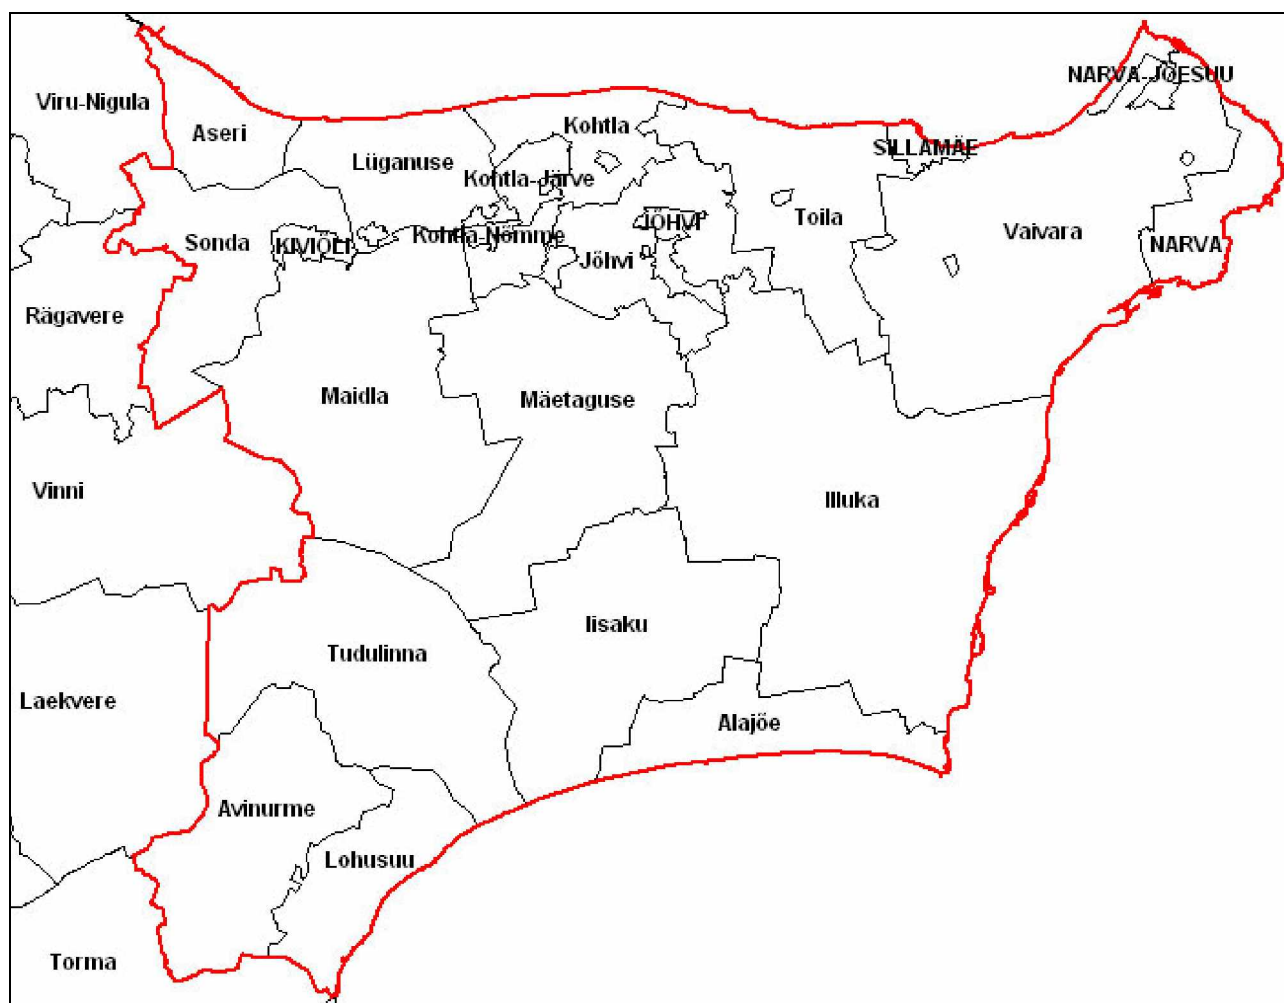 NARVA-JÕESUU
Viru-Nigula
Aseri
Kohtla
SILLAMÄE
Lüganuse
Kohtla-Järve
Toila
JÕHVI
Vaivara
Sonda
KIVIÕLI
Kohtla-Nõmme
NARVA
Jõhvi
Rägavere
Maidla
Mäetaguse
Vinni
Illuka
Iisaku
Tudulinna
Laekvere
Alajõe
Avinurme
Lohusuu
Torma